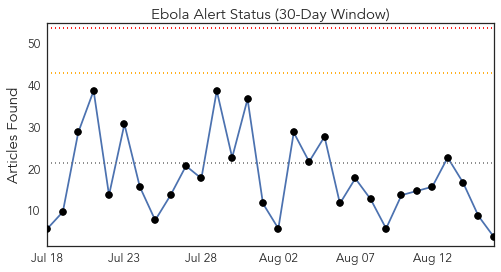 Ebola Alert Status (30-Day Window)
Articles Found
50
40
30
20
10
Jul 18 Jul 23 Jul 28 Aug 02 Aug 07 Aug 12